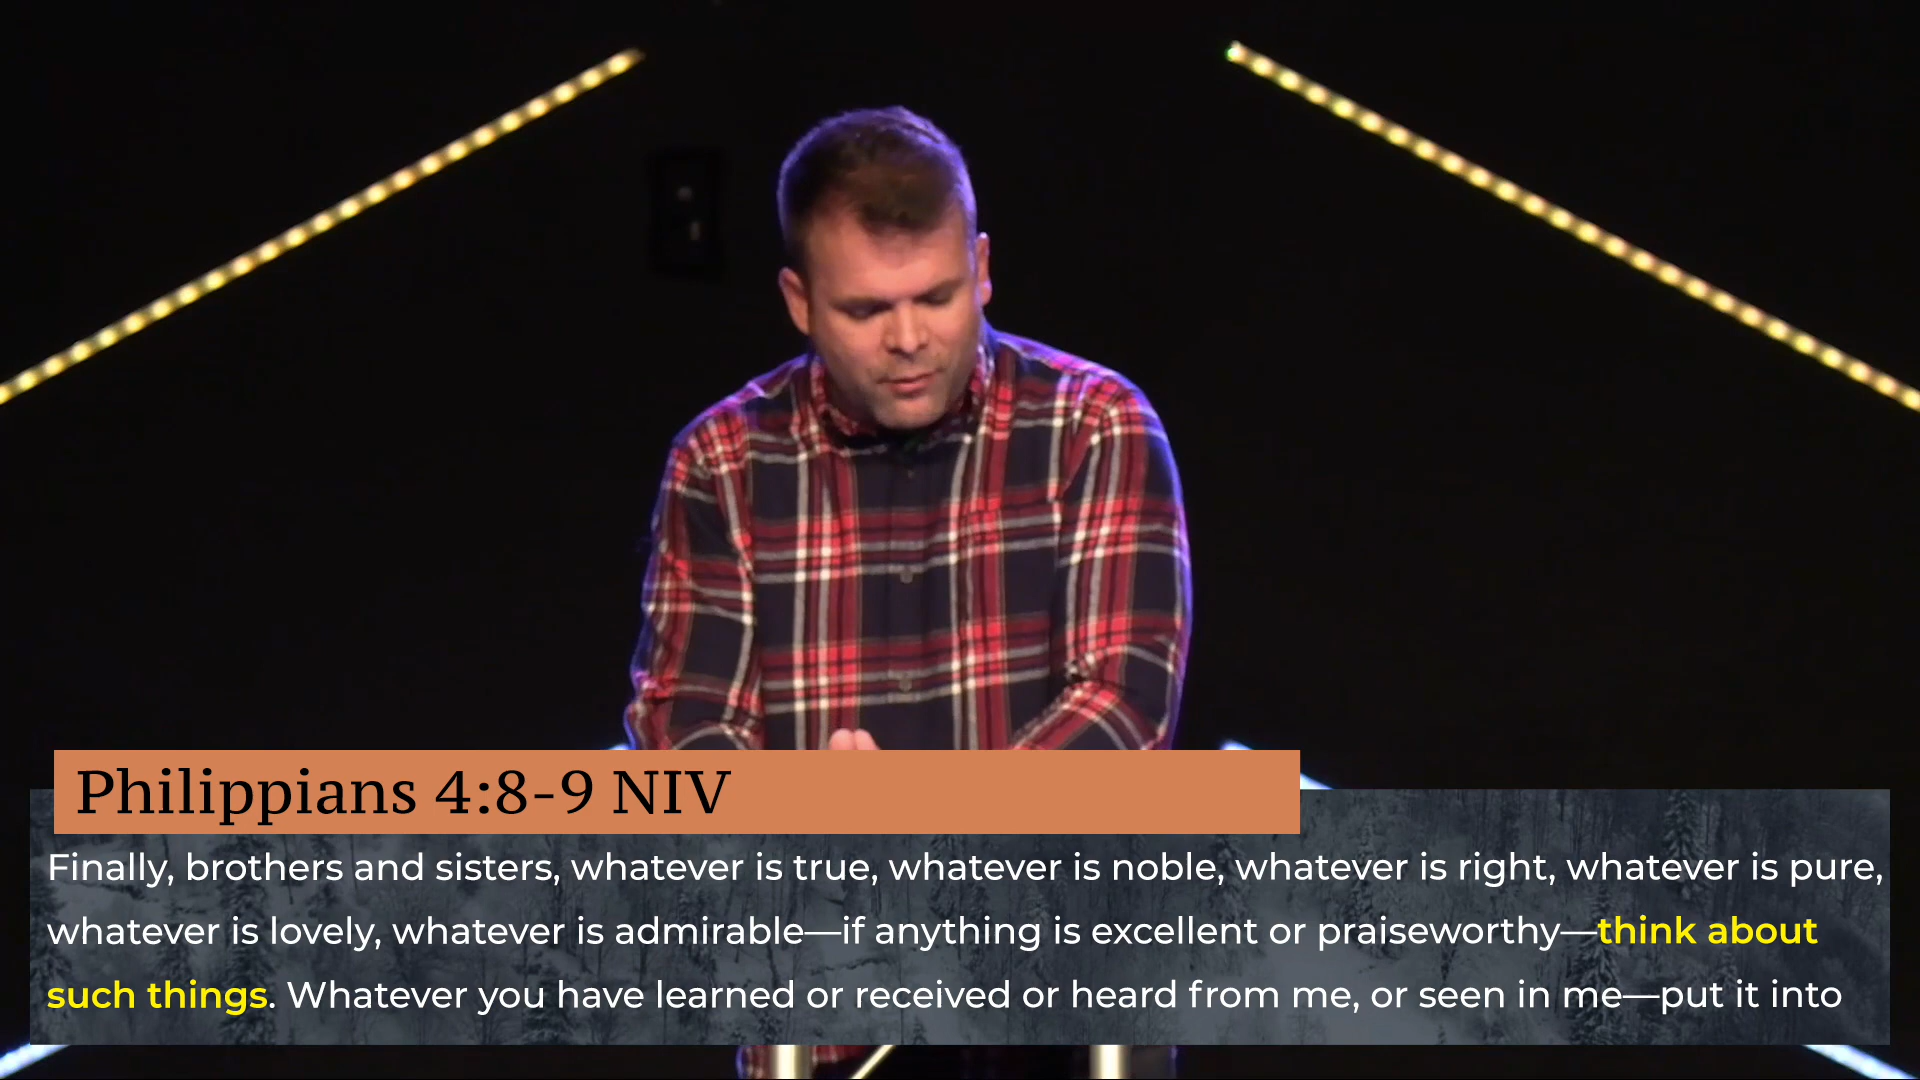 Philippians 4:8-9 NIV
Finally, brothers and sisters, whatever is true, whatever is noble, whatever is right, whatever is pure,
whatever is lovely, whatever is admirable—if anything is excellent or praiseworthy—think about
such things. Whatever you have learned or received or heard from me, or seen in me—put it into